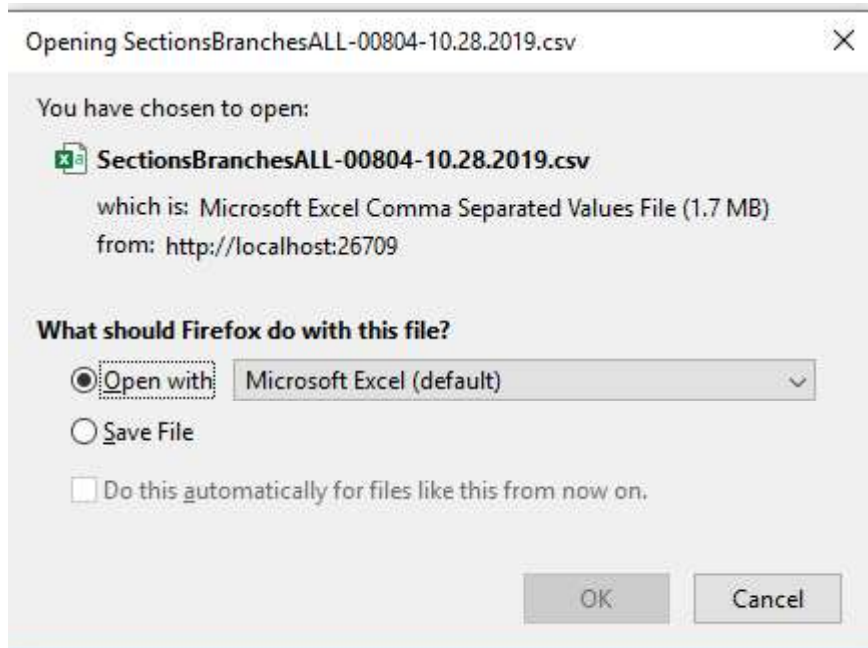 Opening SectionsBranchesALL-00804-10.28.2019.csv
You have chosen to open:
SectionsBranchesALL-00804-10.28.2019.csv
which is: Microsoft Excel Comma Separated Values File (1.7 MB)
from: http://localhost:26709
What should Firefox do with this file?
Open with Microsoft Excel (default)
Save File
Do this automatically for files like this from now on.
OK Cancel